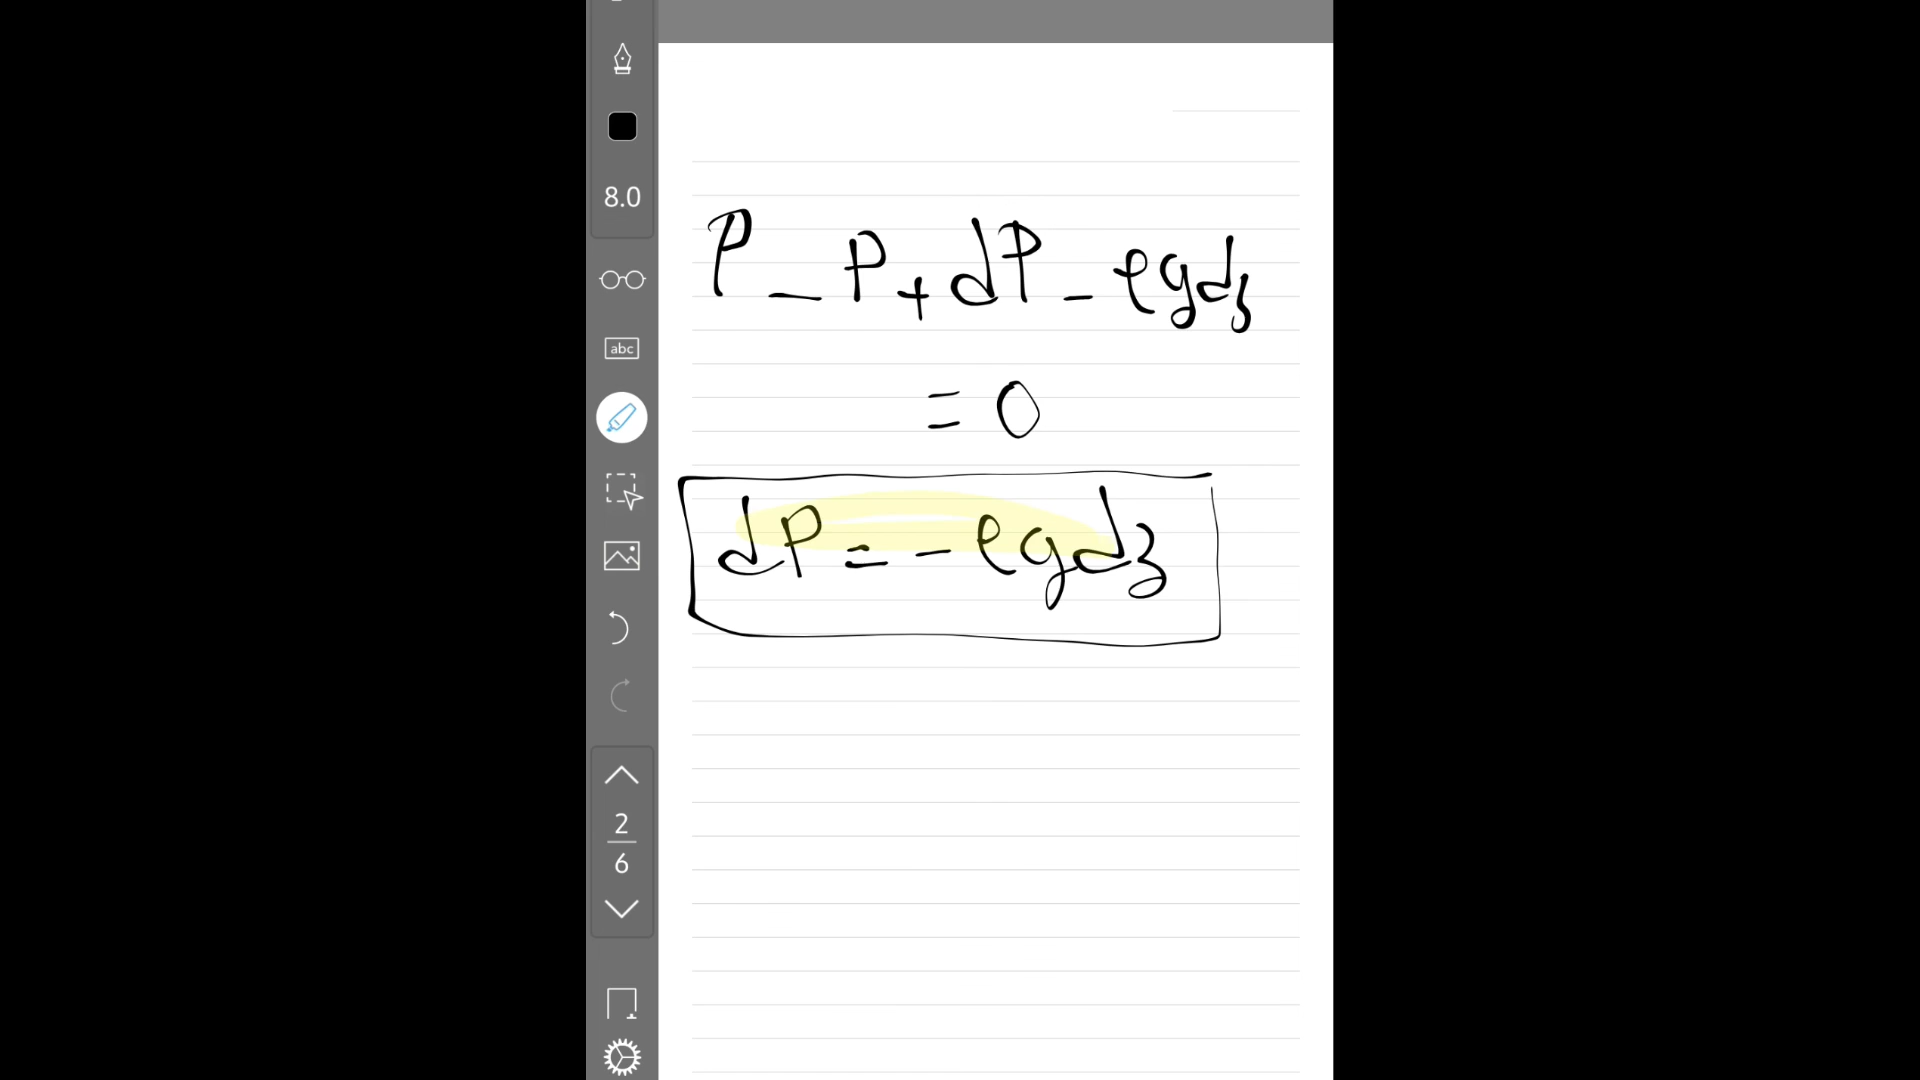 8.0
abc
2
6
P - P + dP - ρgdz
= 0
dP = - ρgdz